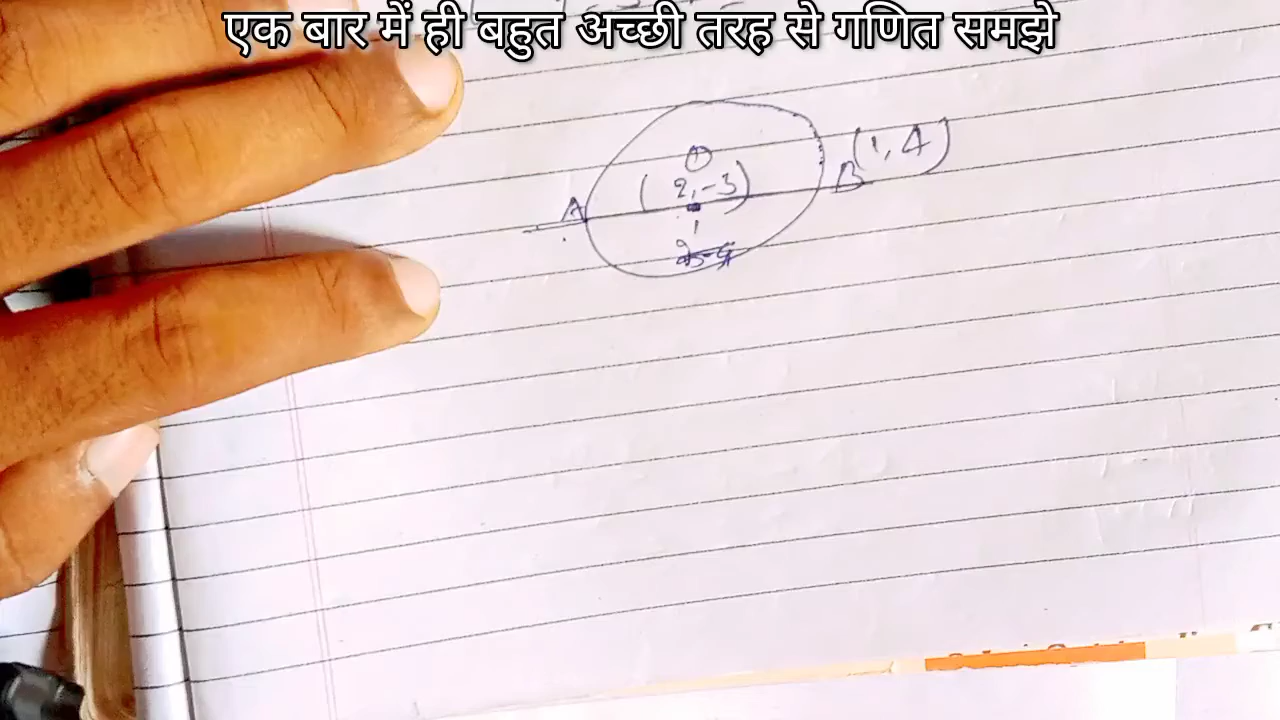 एक बार में ही बहुत अच्छी तरह से गणित समझे
O
(2,-3)
A
B (1,4)